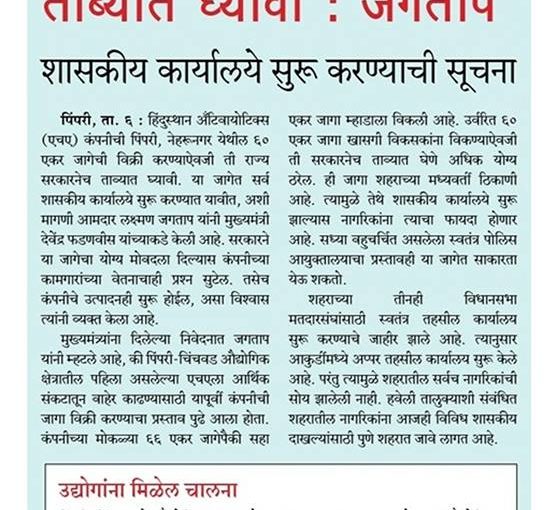 ताब्यात घ्यावी : जगताप
शासकीय कार्यालये सुरू करण्याची सूचना
पिंपरी, ता. ६ : हिंदुस्थान अँटिबायोटिक्स
(एचए) कंपनीची पिंपरी, नेहरूनगर येथील ६०
एकर जागेची विक्री करण्याऐवजी ती राज्य
सरकारनेच ताब्यात घ्यावी. या जागेत सर्व
शासकीय कार्यालये सुरू करण्यात यावीत, अशी
मागणी आमदार लक्ष्मण जगताप यांनी मुख्यमंत्री
देवेंद्र फडणवीस यांच्याकडे केली आहे. सरकारने
या जागेचा योग्य मोबदला दिल्यास कंपनीच्या
कामगारांच्या वेतनाचाही प्रश्न सुटेल. तसेच
कंपनीचे उत्पादनही सुरू होईल, असा विश्वास
त्यांनी व्यक्त केला आहे.
मुख्यमंत्र्यांना दिलेल्या निवेदनात जगताप
यांनी म्हटले आहे, की पिंपरी-चिंचवड औद्योगिक
क्षेत्रातील पहिला असलेल्या एचएला आर्थिक
संकटातून बाहेर काढण्यासाठी यापूर्वी कंपनीची
जागा विक्री करण्याचा प्रस्ताव पुढे आला होता.
कंपनीच्या मोकळ्या ६६ एकर जागेपैकी सहा
एकर जागा म्हाडाला विकली आहे. उर्वरित ६०
एकर जागा खासगी विकसकांना विकण्याऐवजी
ती सरकारनेच ताब्यात घेणे अधिक योग्य
ठरेल. ही जागा शहराच्या मध्यवर्ती ठिकाणी
आहे. त्यामुळे तेथे शासकीय कार्यालये सुरू
झाल्यास नागरिकांना त्याचा फायदा होणार
आहे. सध्या बहुचर्चित असलेला स्वतंत्र पोलिस
आयुक्तालयाचा प्रस्तावही या जागेत साकारता
येऊ शकतो.
शहराच्या तीनही विधानसभा
मतदारसंघांसाठी स्वतंत्र तहसील कार्यालय
सुरू करण्याचे जाहीर झाले आहे. त्यानुसार
आकुर्डीमध्ये अप्पर तहसील कार्यालय सुरू केले
आहे. परंतु त्यामुळे शहरातील सर्वच नागरिकांची
सोय झालेली नाही. हवेली तालुक्याशी संबंधित
शहरातील नागरिकांना आजही विविध शासकीय
दाखल्यांसाठी पुणे शहरात जावे लागत आहे.
उद्योगांना मिळेल चालना